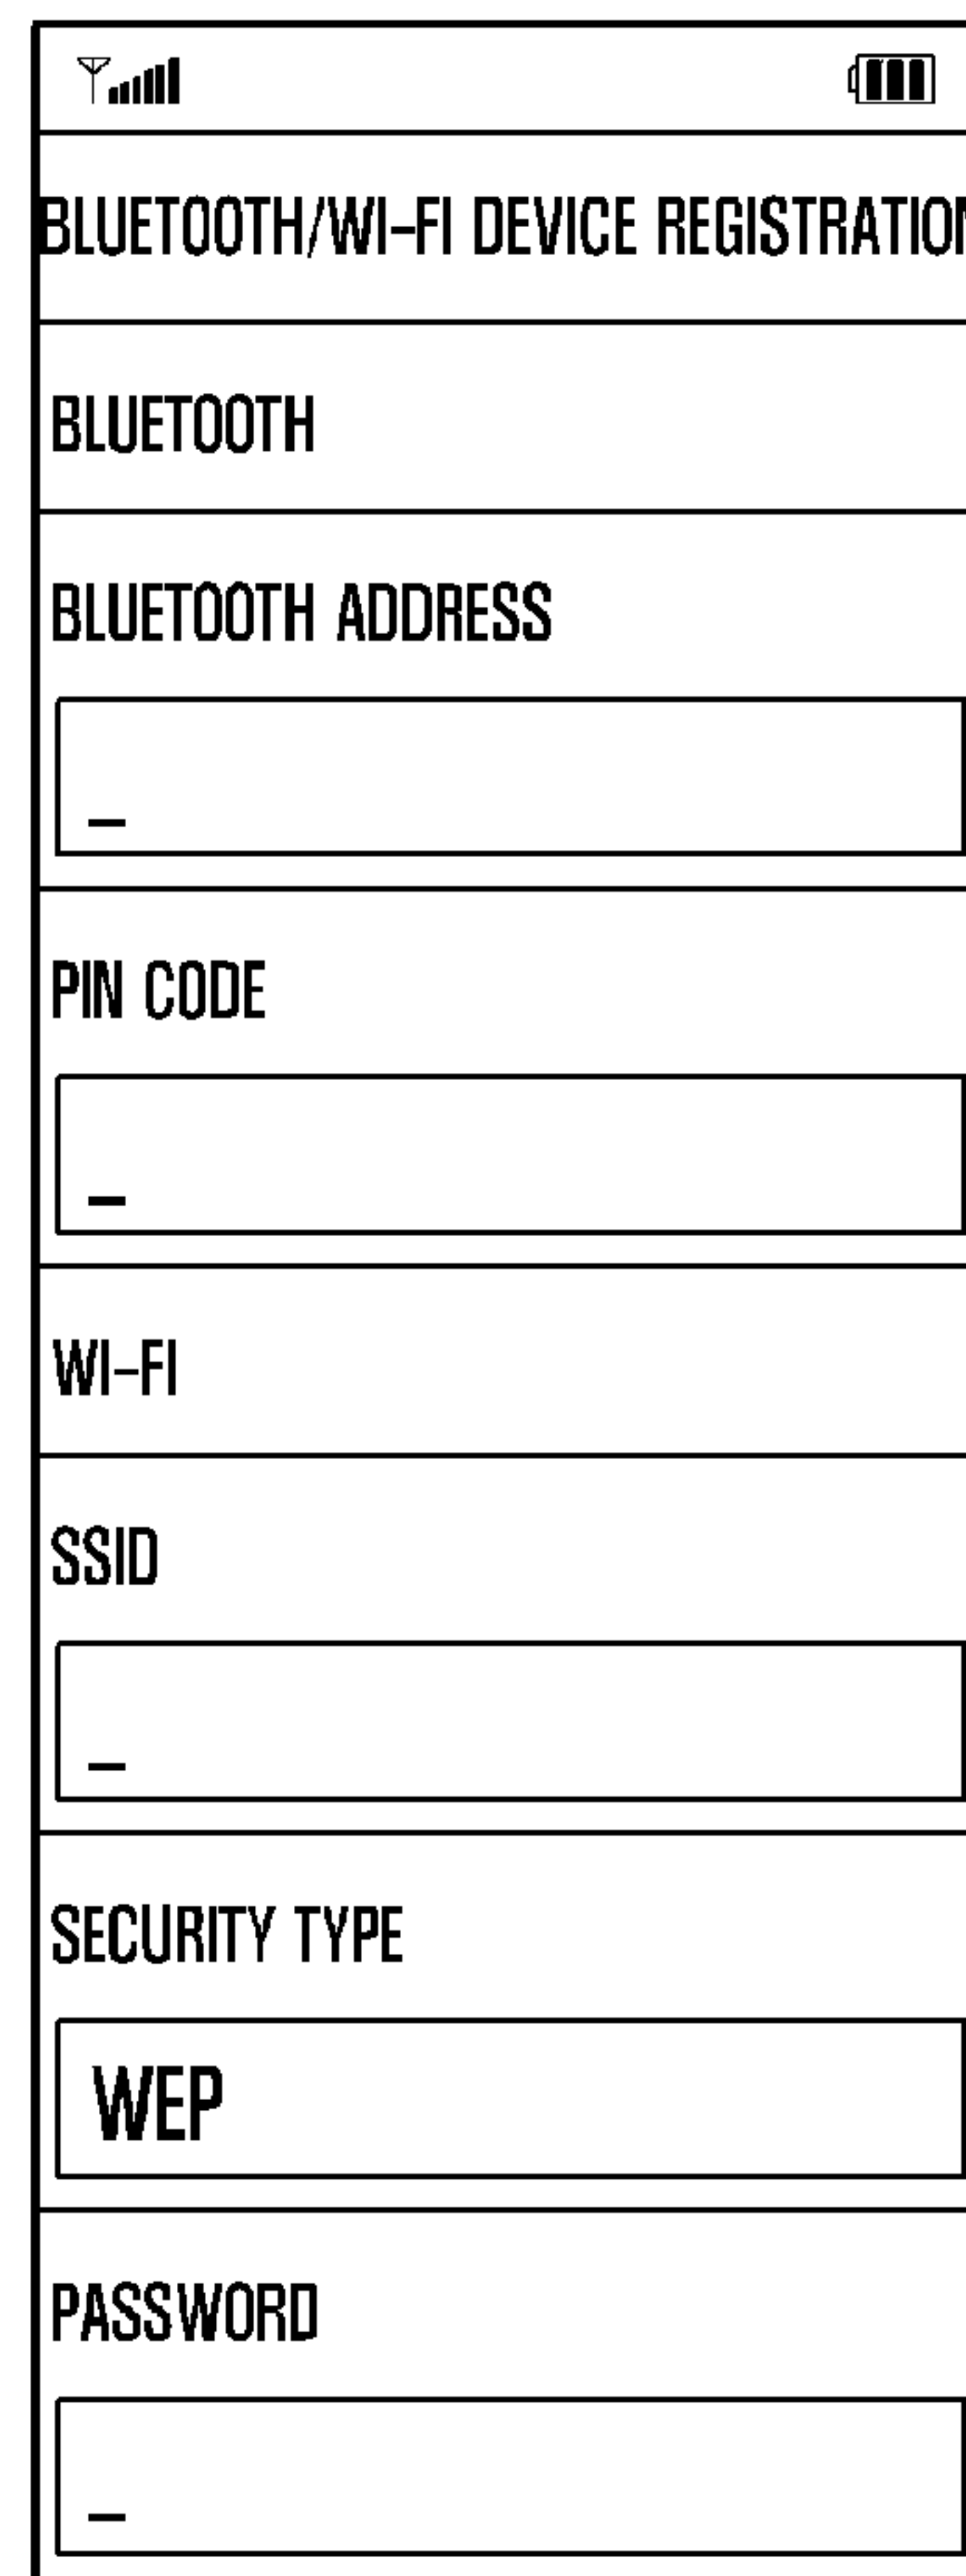 BLUETOOTH/WI-FI DEVICE REGISTRATION
BLUETOOTH
BLUETOOTH ADDRESS
_
PIN CODE
_
WI-FI
SSID
_
SECURITY TYPE
WEP
PASSWORD
_